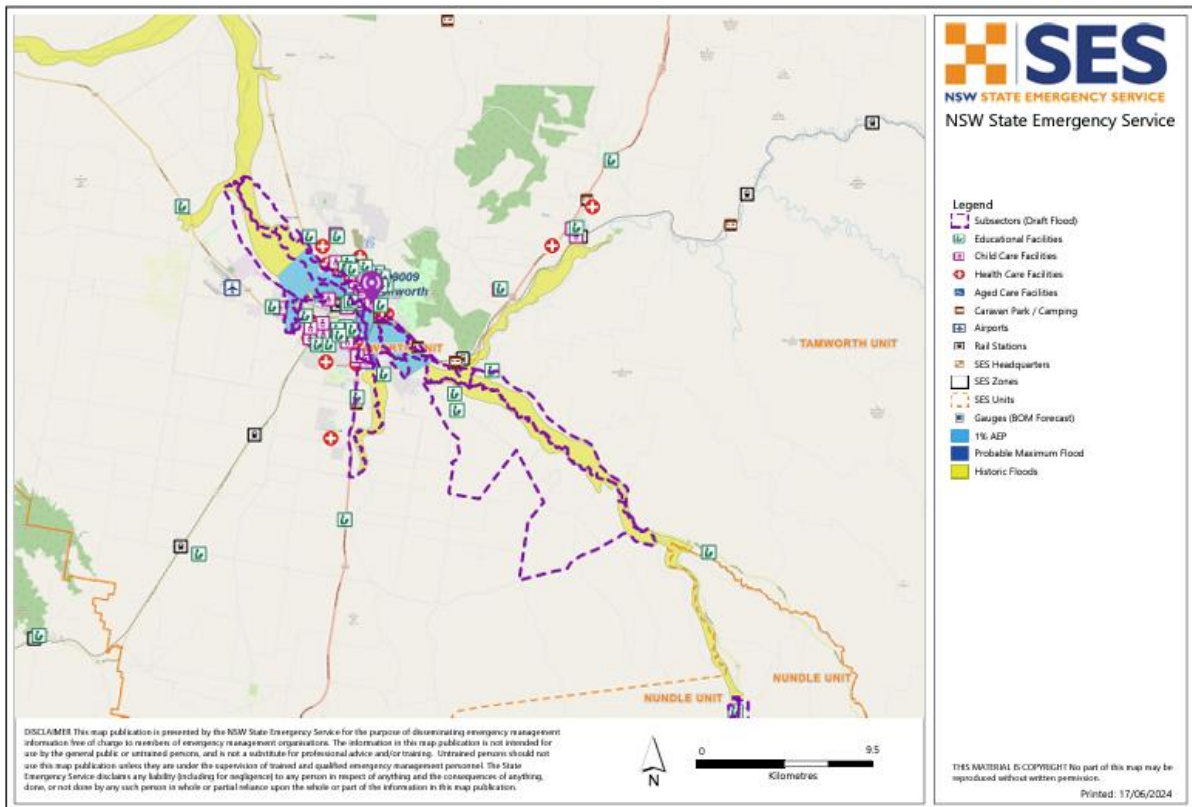 SES
NSW STATE EMERGENCY SERVICE
NSW State Emergency Service
Legend
Subsectors (Draft Flood)
Educational Facilities
Child Care Facilities
Health Care Facilities
Aged Care Facilities
Caravan Park / Camping
Airports
Rail Stations
SES Headquarters
SES Zones
SES Units
Gauges (BOM Forecast)
1% AEP
Probable Maximum Flood
Historic Floods
9009
TAMWORTH UNIT
UNIT
NUNDLE UNIT
NUNDLE UNIT
DISCLAIMER This map publication is presented by the NSW State Emergency Service for the purpose of disseminating emergency management
information free of charge to members of emergency management organisations. The information in this map publication is not intended for
use by the general public or untrained persons, and is not a substitute for professional advice and/or training. Untrained persons should not
use this map publication unless they are under the supervision of trained and qualified emergency management personnel. The State
Emergency Service disclaims any liability (including for negligence) to any person in respect of anything and the consequences of anything,
done, or not done by any such person in whole or partial reliance upon the whole or part of the information in this map publication.
N
0 9.5
Kilometres
THIS MATERIAL IS COPYRIGHT No part of this map may be
reproduced without written permission.
Printed: 17/06/2024